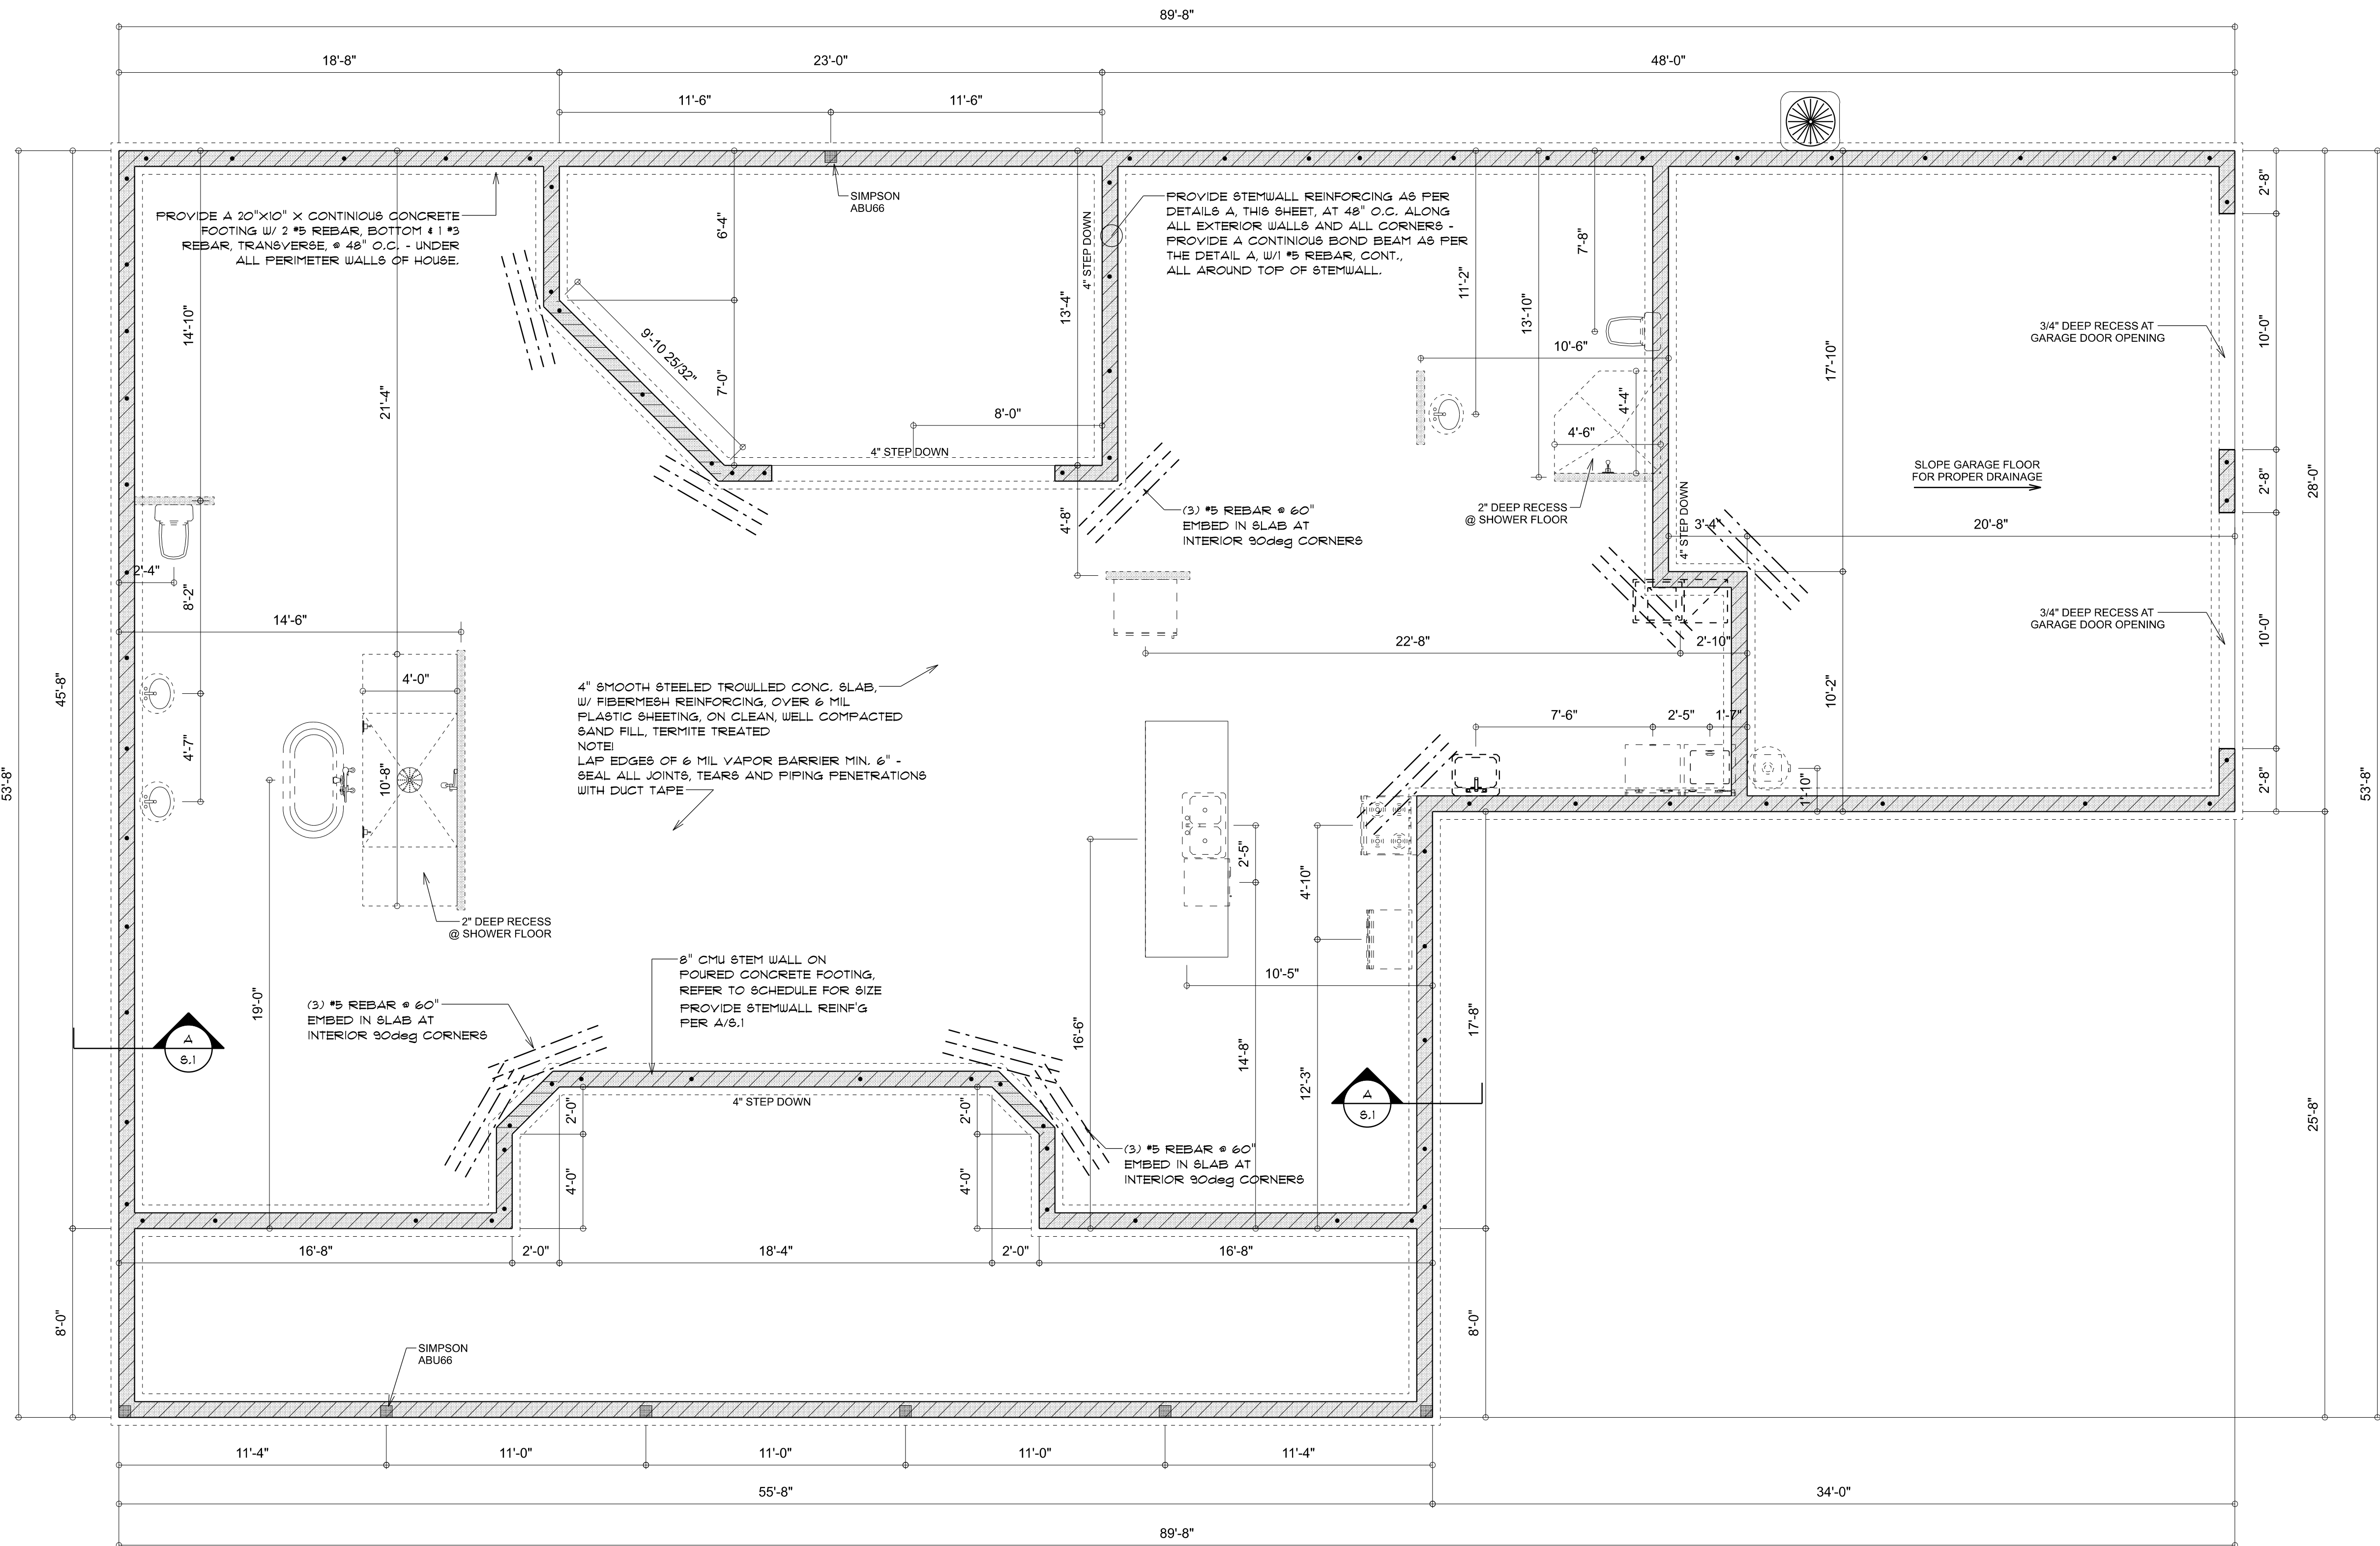 89'-8"
18'-8"
23'-0"
48'-0"
11'-6"
11'-6"
SIMPSON
ABU66
PROVIDE A 20"X10" X CONTINIOUS CONCRETE
FOOTING W/ 2 #5 REBAR, BOTTOM & 1 #3
REBAR, TRANSVERSE, @ 48" O.C. - UNDER
ALL PERIMETER WALLS OF HOUSE.
PROVIDE STEMWALL REINFORCING AS PER
DETAILS A, THIS SHEET, AT 48" O.C. ALONG
ALL EXTERIOR WALLS AND ALL CORNERS -
PROVIDE A CONTINIOUS BOND BEAM AS PER
THE DETAIL A, W/1 #5 REBAR, CONT.,
ALL AROUND TOP OF STEMWALL.
2'-8"
6'-4"
4" STEP DOWN
7'-8"
11'-2"
13'-10"
13'-4"
14'-10"
21'-4"
9'-10 25/32"
7'-0"
8'-0"
4" STEP DOWN
10'-6"
4'-4"
4'-6"
17'-10"
3/4" DEEP RECESS AT
GARAGE DOOR OPENING
10'-0"
SLOPE GARAGE FLOOR
FOR PROPER DRAINAGE
2'-8"
28'-0"
2" DEEP RECESS
@ SHOWER FLOOR
4" STEP DOWN
3'-4"
20'-8"
4'-8"
(3) #5 REBAR @ 60"
EMBED IN SLAB AT
INTERIOR 90deg CORNERS
2'-4"
8'-2"
14'-6"
22'-8"
2'-10"
3/4" DEEP RECESS AT
GARAGE DOOR OPENING
10'-0"
45'-8"
4'-0"
4" SMOOTH STEELED TROWLLED CONC. SLAB,
W/ FIBERMESH REINFORCING, OVER 6 MIL
PLASTIC SHEETING, ON CLEAN, WELL COMPACTED
SAND FILL, TERMITE TREATED
NOTE!
LAP EDGES OF 6 MIL VAPOR BARRIER MIN. 6" -
SEAL ALL JOINTS, TEARS AND PIPING PENETRATIONS
WITH DUCT TAPE
10'-2"
7'-6"
2'-5"
1'-7"
4'-7"
10'-8"
1'-10"
2'-8"
53'-8"
53'-8"
2'-5"
4'-10"
2" DEEP RECESS
@ SHOWER FLOOR
8" CMU STEM WALL ON
POURED CONCRETE FOOTING,
REFER TO SCHEDULE FOR SIZE
PROVIDE STEMWALL REINF'G
PER A/S.1
10'-5"
19'-0"
(3) #5 REBAR @ 60"
EMBED IN SLAB AT
INTERIOR 90deg CORNERS
A
S.1
16'-6"
14'-8"
12'-3"
17'-8"
A
S.1
25'-8"
4" STEP DOWN
2'-0"
2'-0"
4'-0"
4'-0"
(3) #5 REBAR @ 60"
EMBED IN SLAB AT
INTERIOR 90deg CORNERS
16'-8"
2'-0"
18'-4"
2'-0"
16'-8"
8'-0"
8'-0"
SIMPSON
ABU66
11'-4"
11'-0"
11'-0"
11'-0"
11'-4"
55'-8"
34'-0"
89'-8"